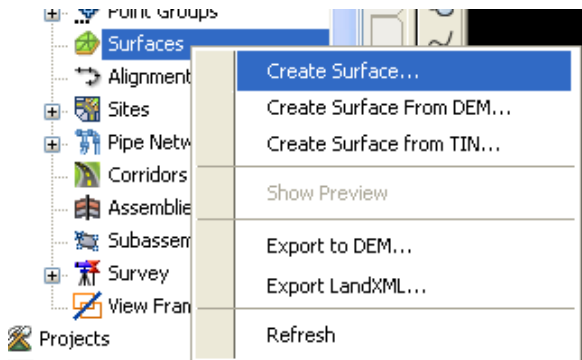 Point Groups
Surfaces
Alignment
Sites
Pipe Netw
Corridors
Assemblie
Subassem
Survey
View Fran
Projects
Create Surface...
Create Surface From DEM...
Create Surface from TIN...
Show Preview
Export to DEM...
Export LandXML...
Refresh